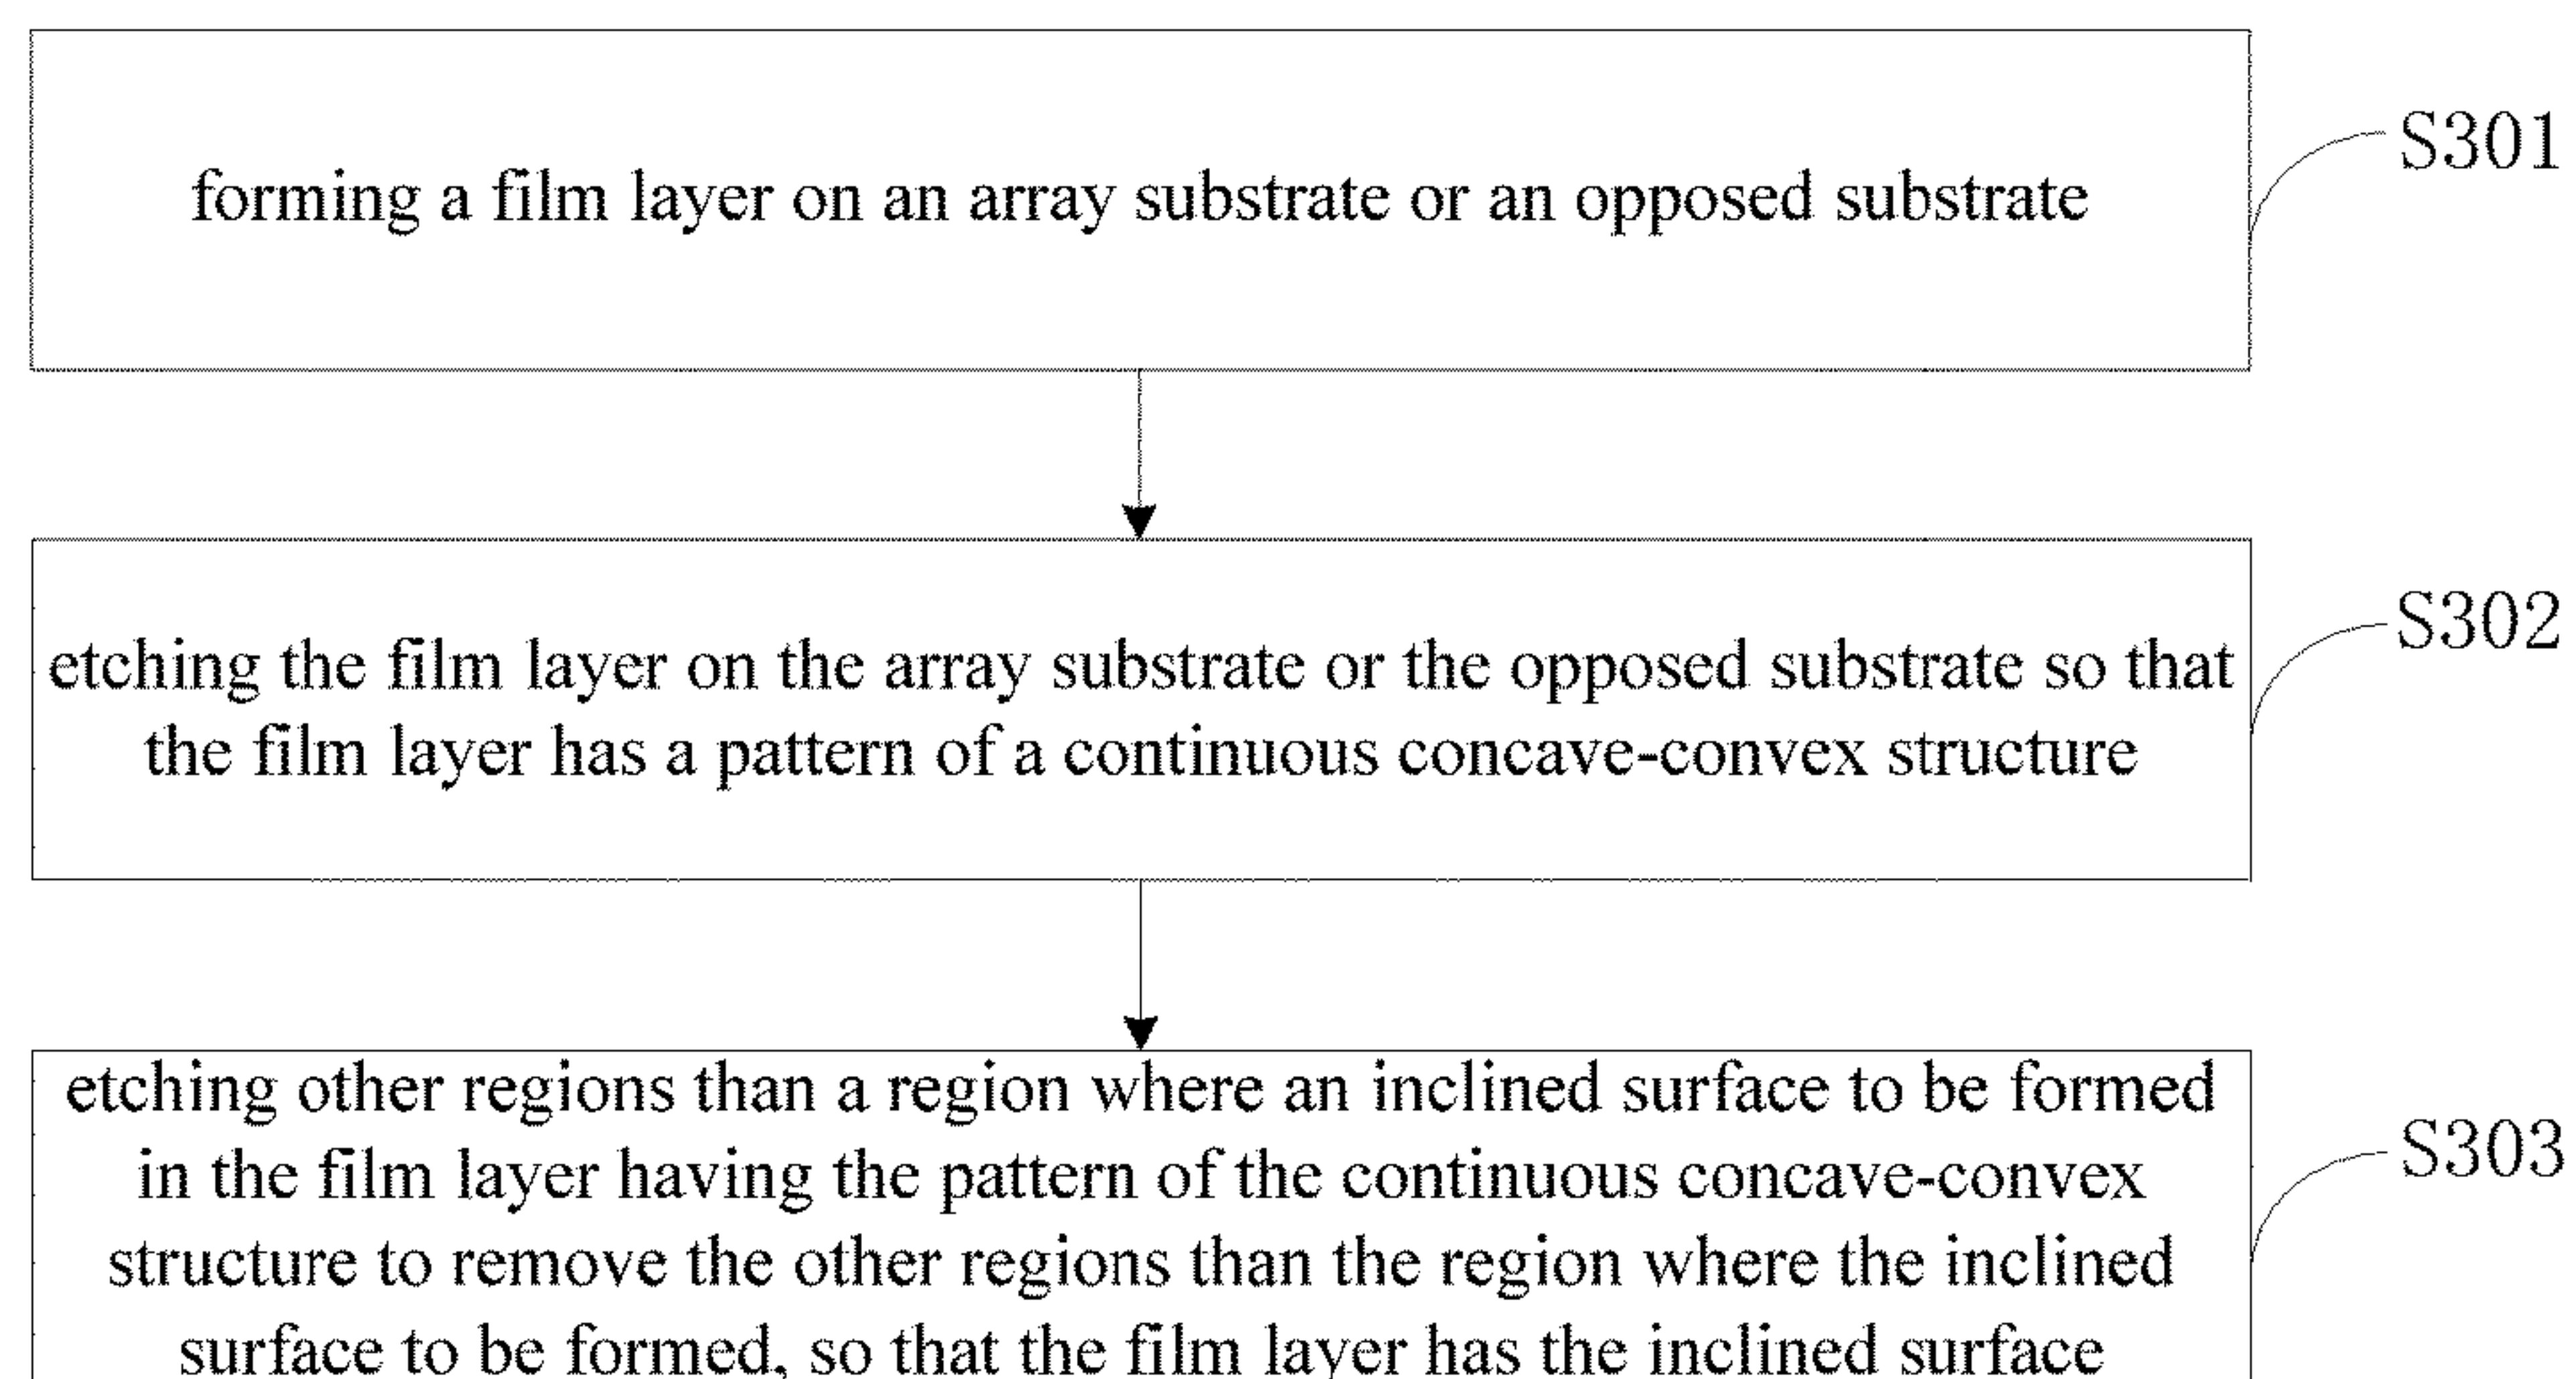 forming a film layer on an array substrate or an opposed substrate
S301
etching the film layer on the array substrate or the opposed substrate so that
the film layer has a pattern of a continuous concave-convex structure
S302
etching other regions than a region where an inclined surface to be formed
in the film layer having the pattern of the continuous concave-convex
structure to remove the other regions than the region where the inclined
surface to be formed, so that the film layer has the inclined surface
S303